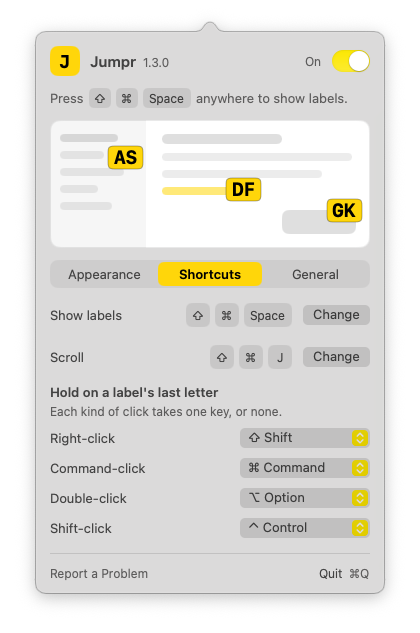 J Jumpr 1.3.0 On
Press ⇧ ⌘ Space anywhere to show labels.
AS
DF
GK
Appearance Shortcuts General
Show labels ⇧ ⌘ Space Change
Scroll ⇧ ⌘ J Change
Hold on a label's last letter
Each kind of click takes one key, or none.
Right-click ⇧ Shift
Command-click ⌘ Command
Double-click ⌥ Option
Shift-click ^ Control
Report a Problem Quit ⌘Q